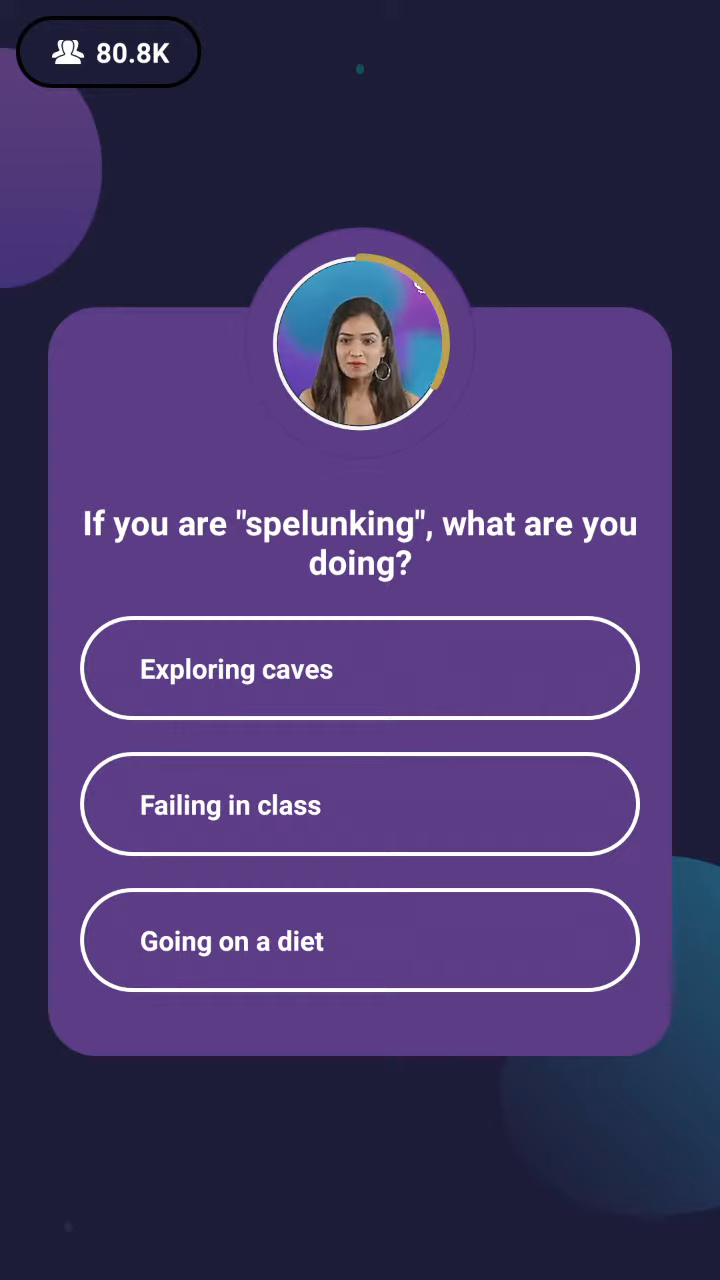 80.8K
If you are "spelunking", what are you
doing?
Exploring caves
Failing in class
Going on a diet